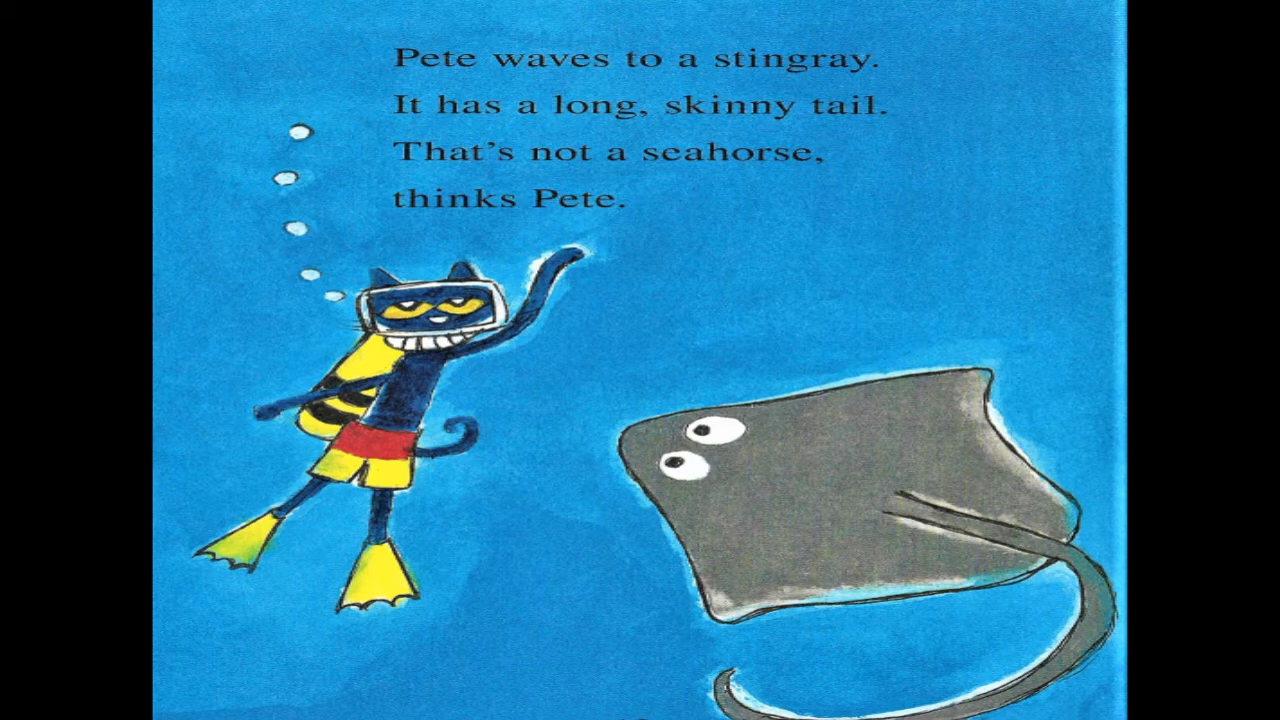 Pete waves to a stingray.
It has a long, skinny tail.
That's not a seahorse,
thinks Pete.